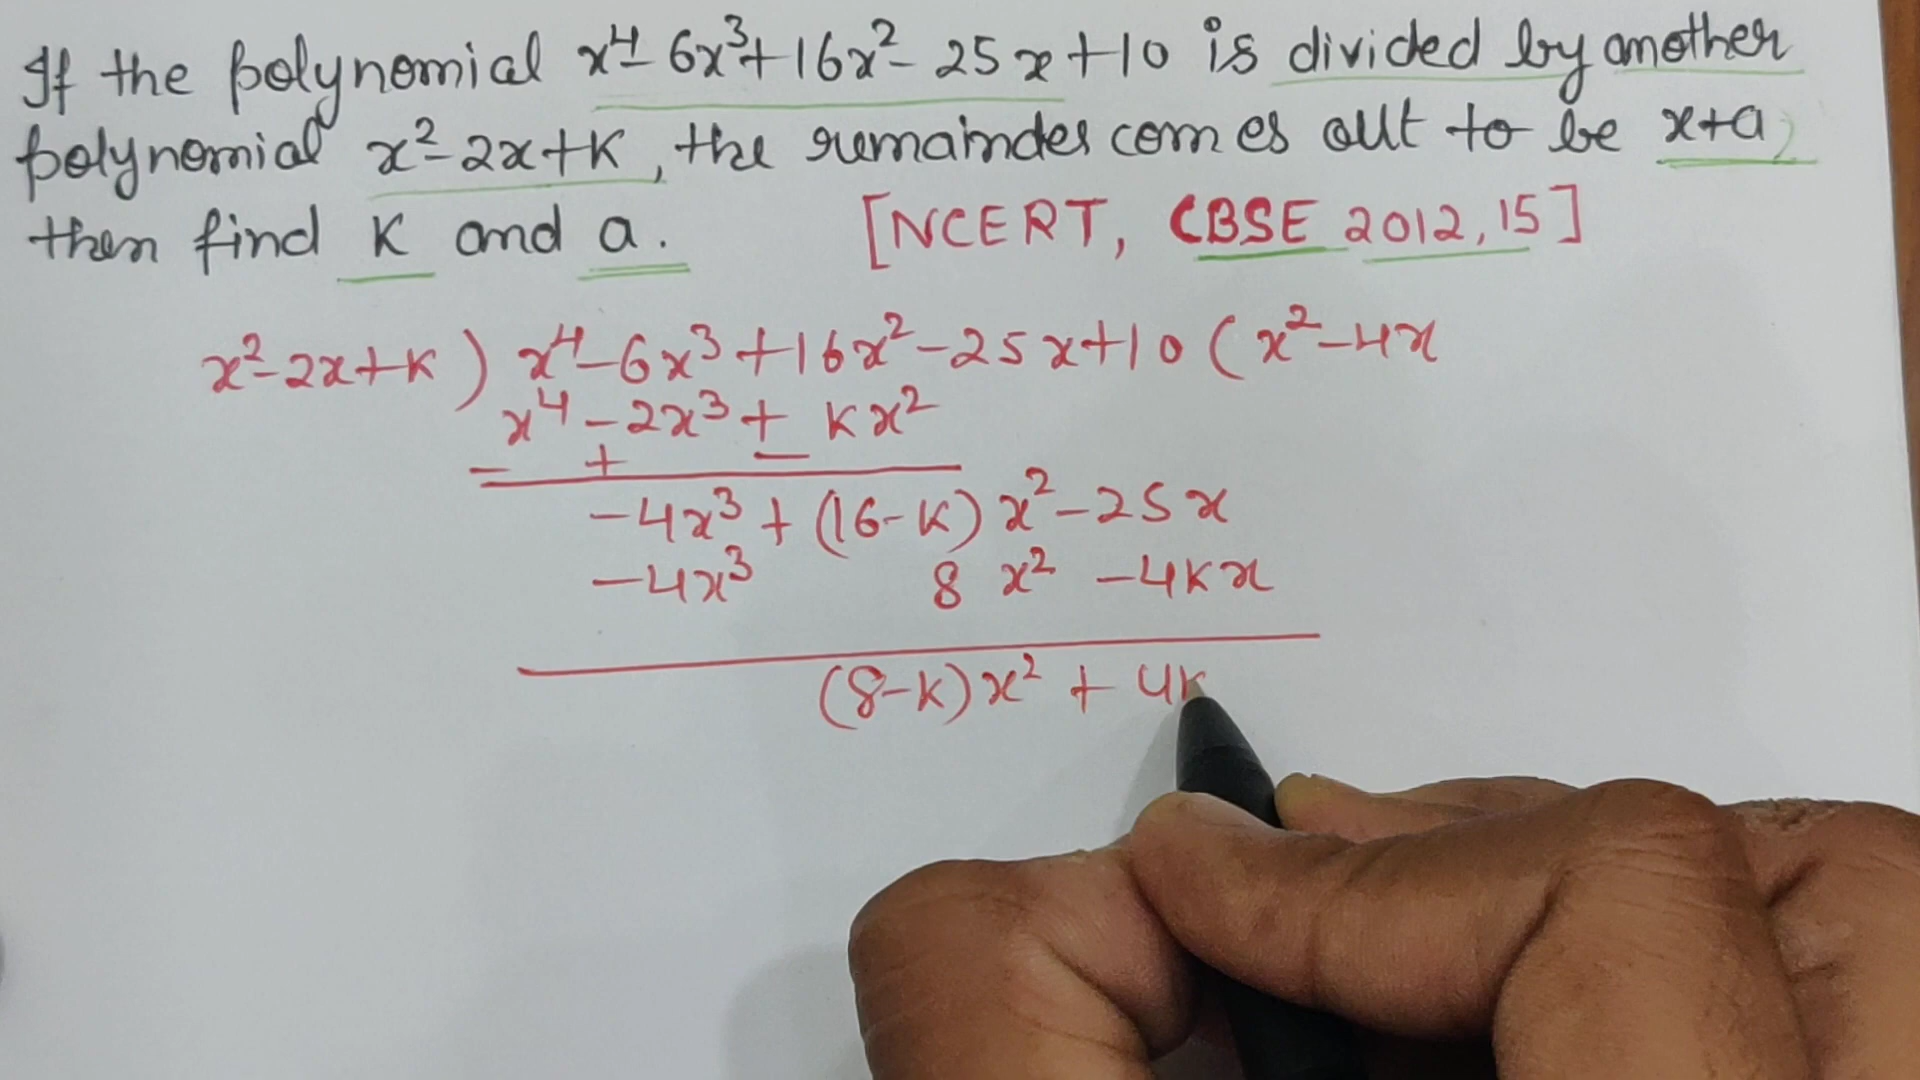 If the polynomial x⁴-6x³+16x²-25x+10 is divided by another
polynomial x²-2x+K, the remainder comes out to be x+a,
then find K and a. [NCERT, CBSE 2012,15]
x²-2x+K ) x⁴-6x³+16x²-25x+10 ( x²-4x
x⁴-2x³+Kx²
- + -
-4x³+(16-K)x²-25x
-4x³ 8x² -4Kx
(8-K)x²+4K